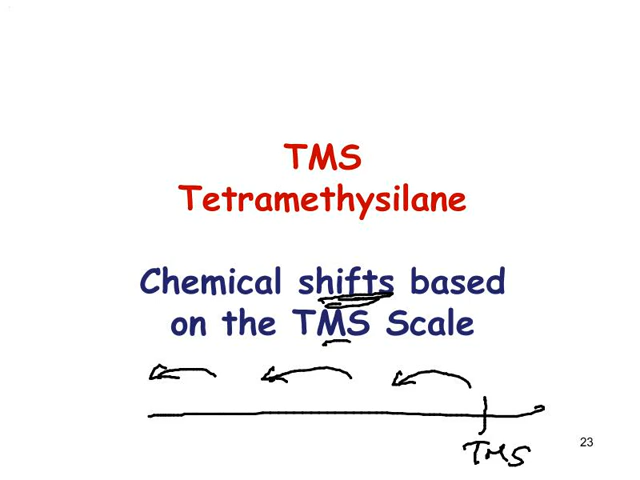 TMS
Tetramethysilane
Chemical shifts based
on the TMS Scale
TMS
23